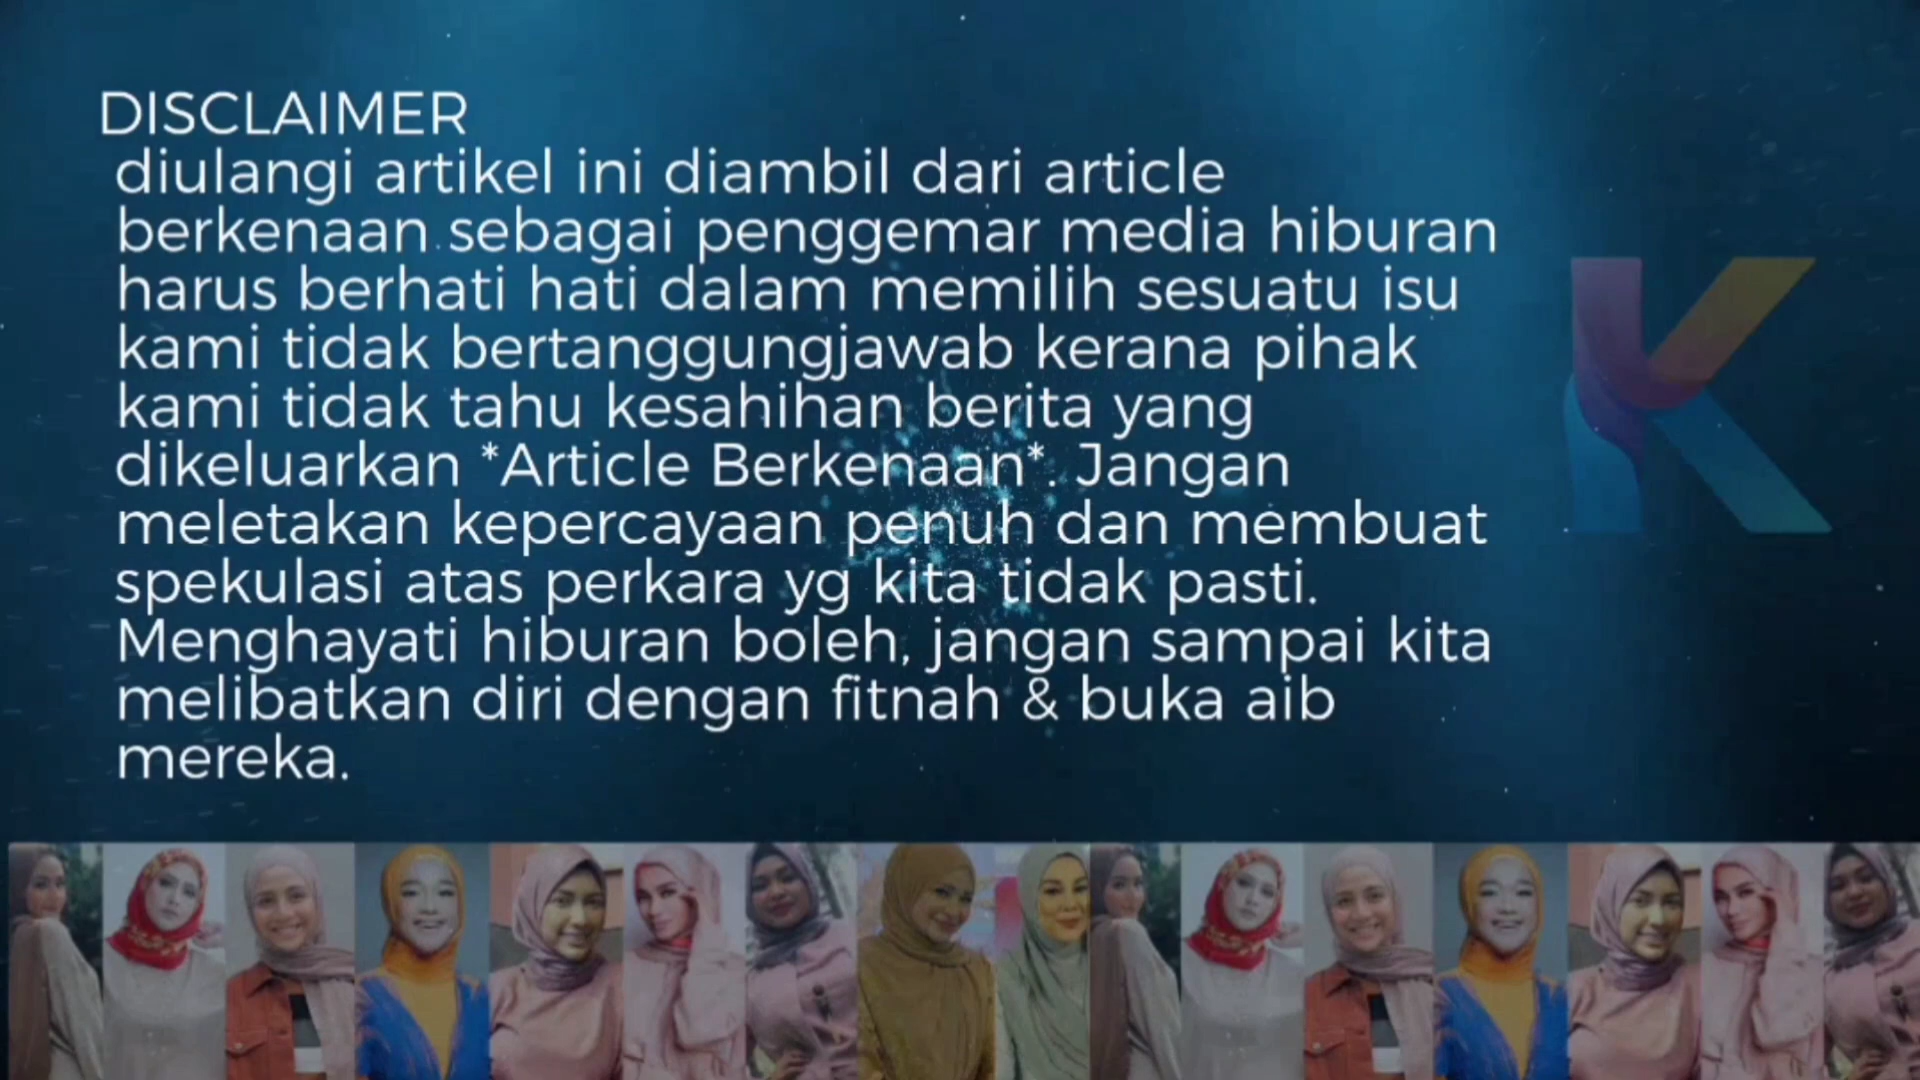 DISCLAIMER
diulangi artikel ini diambil dari article
berkenaan sebagai penggemar media hiburan
harus berhati hati dalam memilih sesuatu isu
kami tidak bertanggungjawab kerana pihak
kami tidak tahu kesahihan berita yang
dikeluarkan *Article Berkenaan*. Jangan
meletakan kepercayaan penuh dan membuat
spekulasi atas perkara yg kita tidak pasti.
Menghayati hiburan boleh, jangan sampai kita
melibatkan diri dengan fitnah & buka aib
mereka.